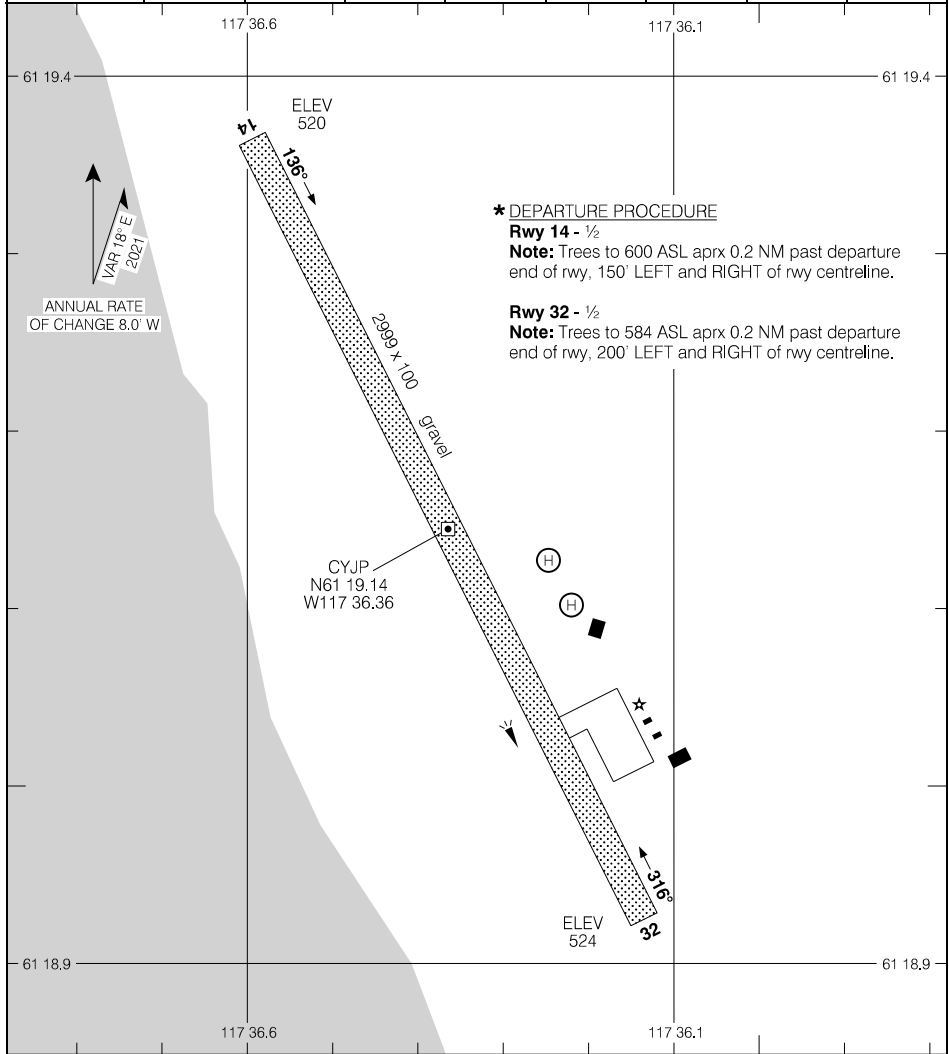 117 36.6
117 36.1
61 19.4
61 19.4
ELEV
520
14
136°
VAR 18° E
2021
ANNUAL RATE
OF CHANGE 8.0' W
* DEPARTURE PROCEDURE
Rwy 14 - ½
Note: Trees to 600 ASL aprx 0.2 NM past departure
end of rwy, 150' LEFT and RIGHT of rwy centreline.
Rwy 32 - ½
Note: Trees to 584 ASL aprx 0.2 NM past departure
end of rwy, 200' LEFT and RIGHT of rwy centreline.
2999 x 100
gravel
CYJP
N61 19.14
W117 36.36
H
H
316°
ELEV
524
32
61 18.9
61 18.9
117 36.6
117 36.1